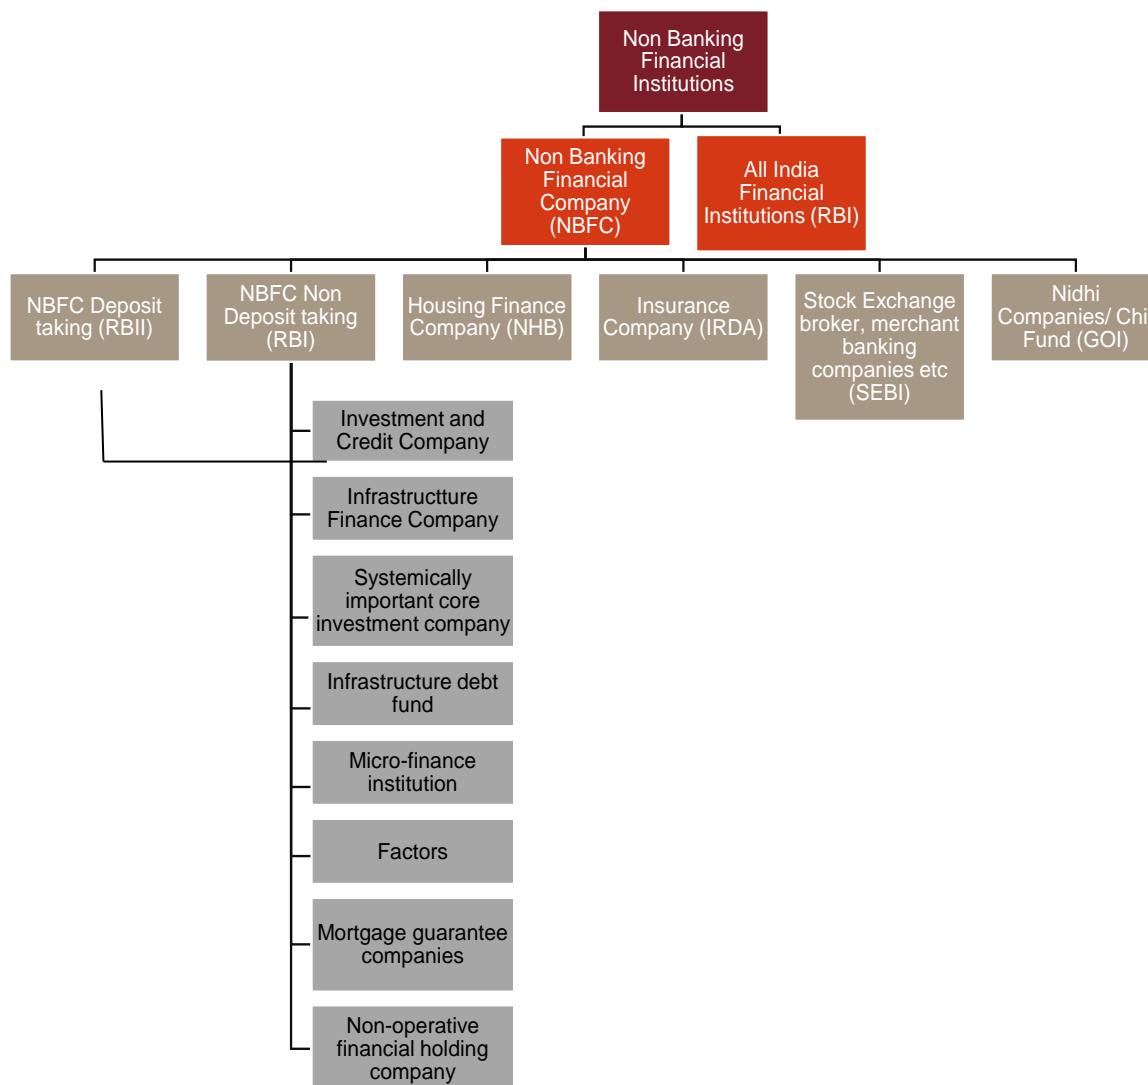 Non Banking
Financial
Institutions
Non Banking
Financial
Company
(NBFC)
All India
Financial
Institutions (RBI)
NBFC Deposit
taking (RBII)
NBFC Non
Deposit taking
(RBI)
Housing Finance
Company (NHB)
Insurance
Company (IRDA)
Stock Exchange
broker, merchant
banking
companies etc
(SEBI)
Nidhi
Companies/ Chi
Fund (GOI)
Investment and
Credit Company
Infrastructture
Finance Company
Systemically
important core
investment company
Infrastructure debt
fund
Micro-finance
institution
Factors
Mortgage guarantee
companies
Non-operative
financial holding
company